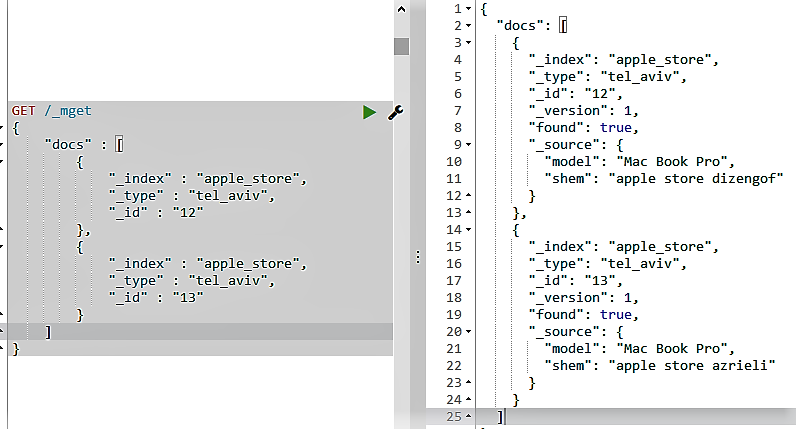 GET /_mget
{
"docs" : [
{
"_index" : "apple_store",
"_type" : "tel_aviv",
"_id" : "12"
},
{
"_index" : "apple_store",
"_type" : "tel_aviv",
"_id" : "13"
}
]
}
1 {
2 "docs": [
3 {
4 "_index": "apple_store",
5 "_type": "tel_aviv",
6 "_id": "12",
7 "_version": 1,
8 "found": true,
9 "_source": {
10 "model": "Mac Book Pro",
11 "shem": "apple store dizengof"
12 }
13 },
14 {
15 "_index": "apple_store",
16 "_type": "tel_aviv",
17 "_id": "13",
18 "_version": 1,
19 "found": true,
20 "_source": {
21 "model": "Mac Book Pro",
22 "shem": "apple store azrieli"
23 }
24 }
25 ]